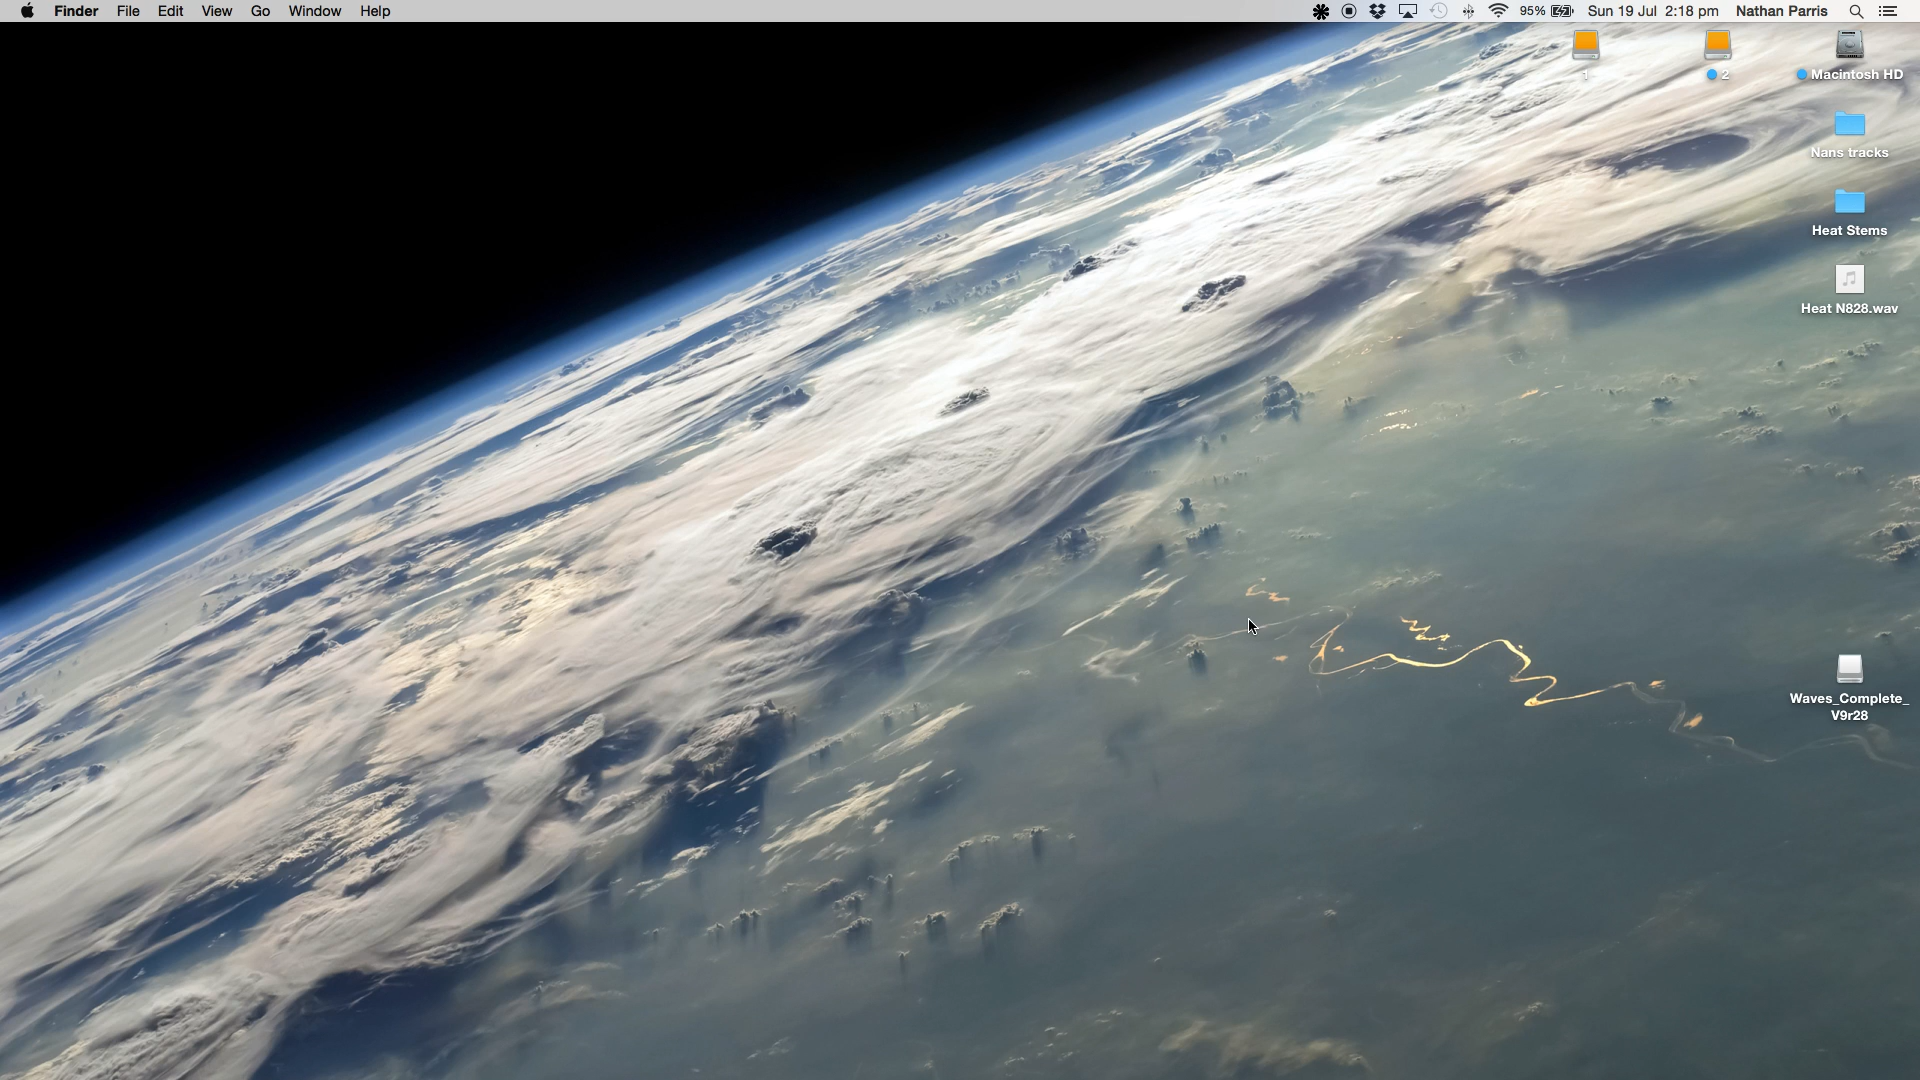 Finder File Edit View Go Window Help 95% Sun 19 Jul 2:18 pm Nathan Parris
1
2
Macintosh HD
Nans tracks
Heat Stems
Heat N828.wav
Waves_Complete_
V9r28